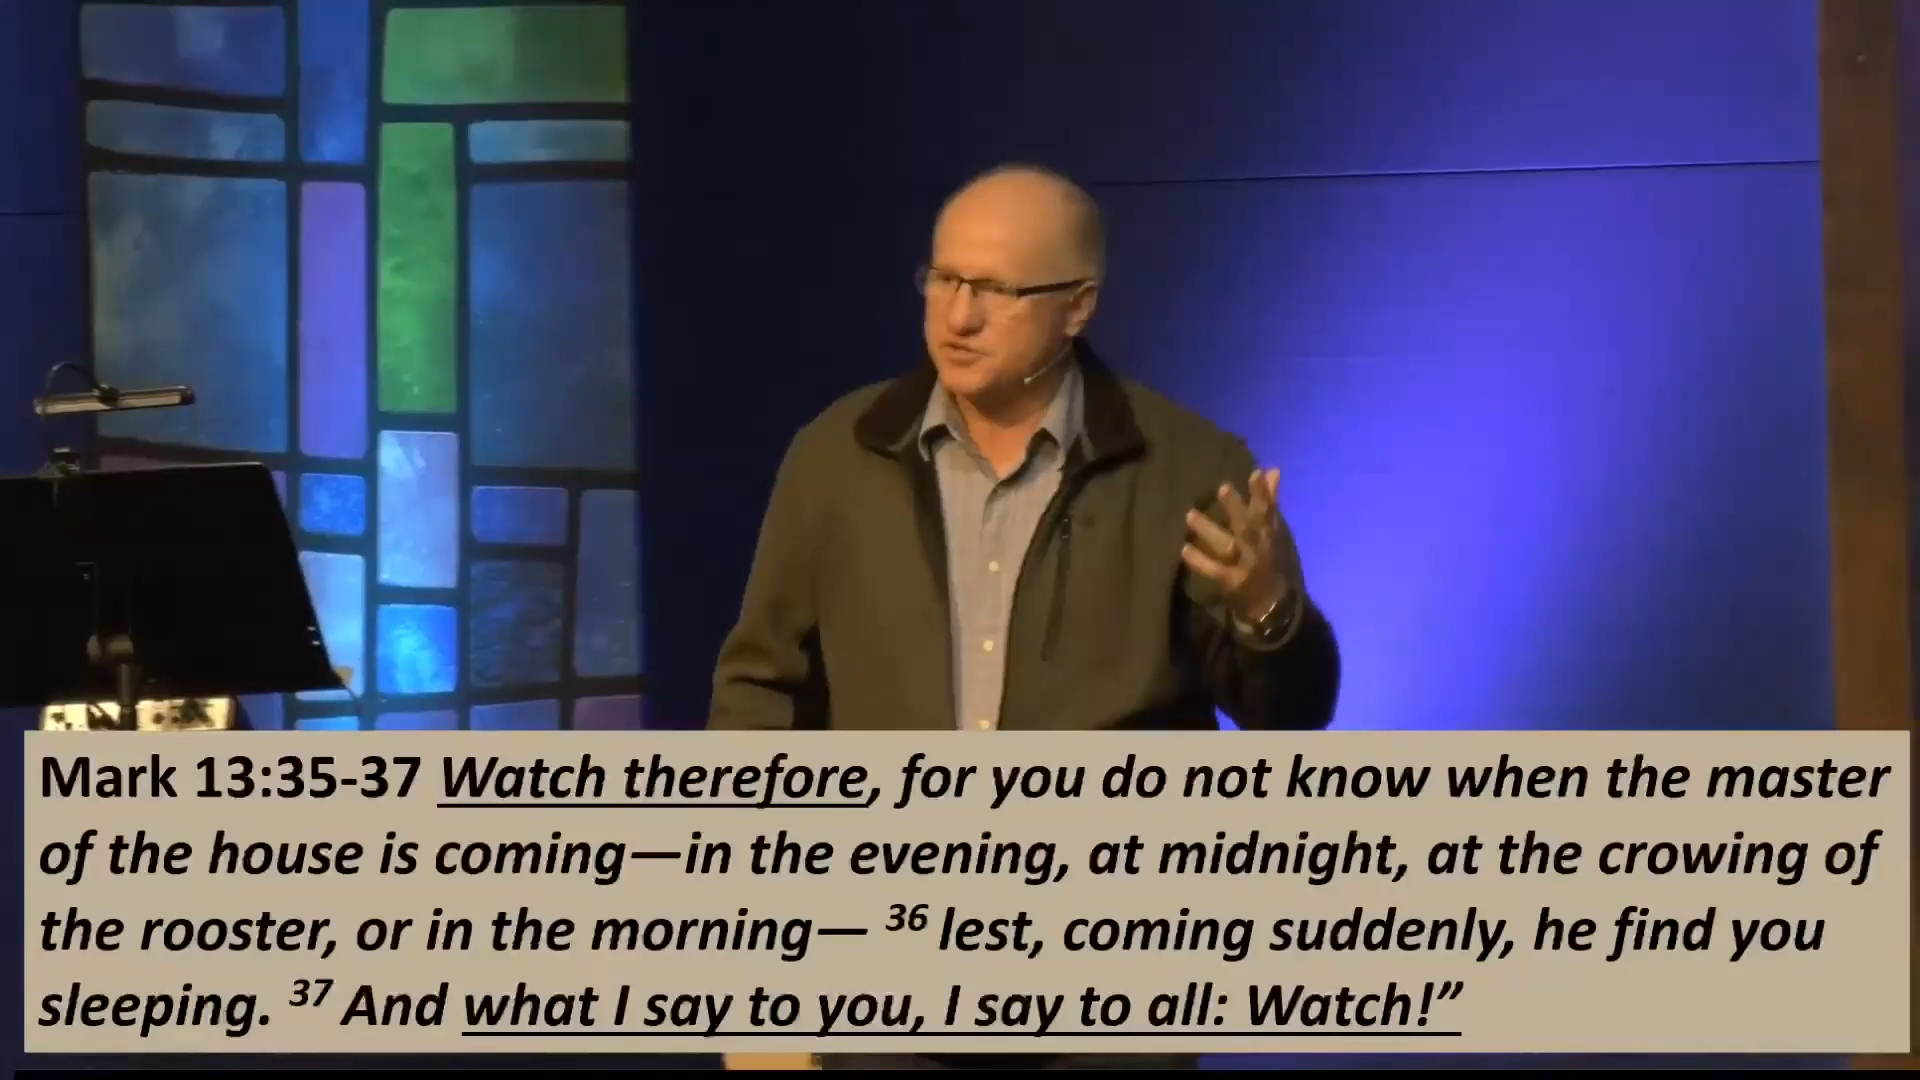 Mark 13:35-37 Watch therefore, for you do not know when the master
of the house is coming—in the evening, at midnight, at the crowing of
the rooster, or in the morning— 36 lest, coming suddenly, he find you
sleeping. 37 And what I say to you, I say to all: Watch!”